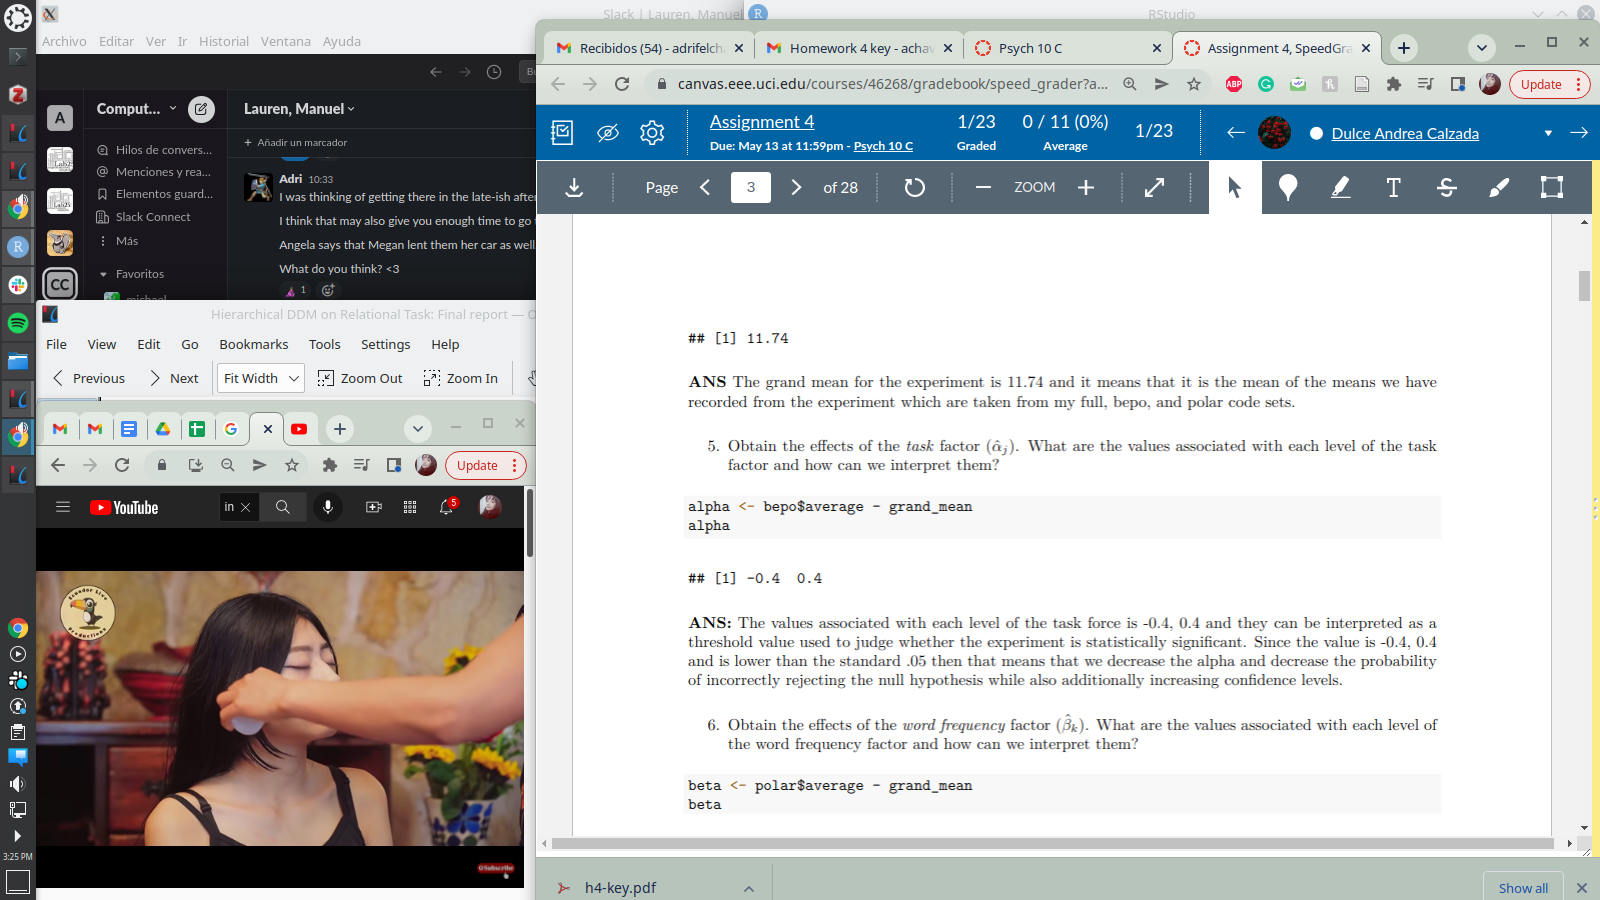 Slack | Lauren, Manuel
RStudio
Archivo Editar Ver Ir Historial Ventana Ayuda
Comput...
Lauren, Manuel
Añadir un marcador
A
Hilos de convers...
Menciones y rea...
Elementos guard...
Slack Connect
Más
Favoritos
CC
Adri 10:33
I was thinking of getting there in the late-ish after
I think that may also give you enough time to go
Angela says that Megan lent them her car as well
What do you think? <3
1
Hierarchical DDM on Relational Task: Final report —
File View Edit Go Bookmarks Tools Settings Help
Previous Next Fit Width Zoom Out Zoom In
Update
YouTube
in
5
Ecuador Live
Productions
Subscribe
3:25 PM
Recibidos (54) - adrifelch
Homework 4 key - achav
Psych 10 C
Assignment 4, SpeedGra
canvas.eee.uci.edu/courses/46268/gradebook/speed_grader?a...
ABP
Update
Assignment 4
Due: May 13 at 11:59pm - Psych 10 C
1/23
Graded
0 / 11 (0%)
Average
1/23
Dulce Andrea Calzada
Page 3 of 28
ZOOM
## [1] 11.74
ANS The grand mean for the experiment is 11.74 and it means that it is the mean of the means we have
recorded from the experiment which are taken from my full, bepo, and polar code sets.
5. Obtain the effects of the task factor (α̂ⱼ). What are the values associated with each level of the task
factor and how can we interpret them?
alpha <- bepo$average - grand_mean
alpha
## [1] -0.4 0.4
ANS: The values associated with each level of the task force is -0.4, 0.4 and they can be interpreted as a
threshold value used to judge whether the experiment is statistically significant. Since the value is -0.4, 0.4
and is lower than the standard .05 then that means that we decrease the alpha and decrease the probability
of incorrectly rejecting the null hypothesis while also additionally increasing confidence levels.
6. Obtain the effects of the word frequency factor (β̂ₖ). What are the values associated with each level of
the word frequency factor and how can we interpret them?
beta <- polar$average - grand_mean
beta
h4-key.pdf
Show all